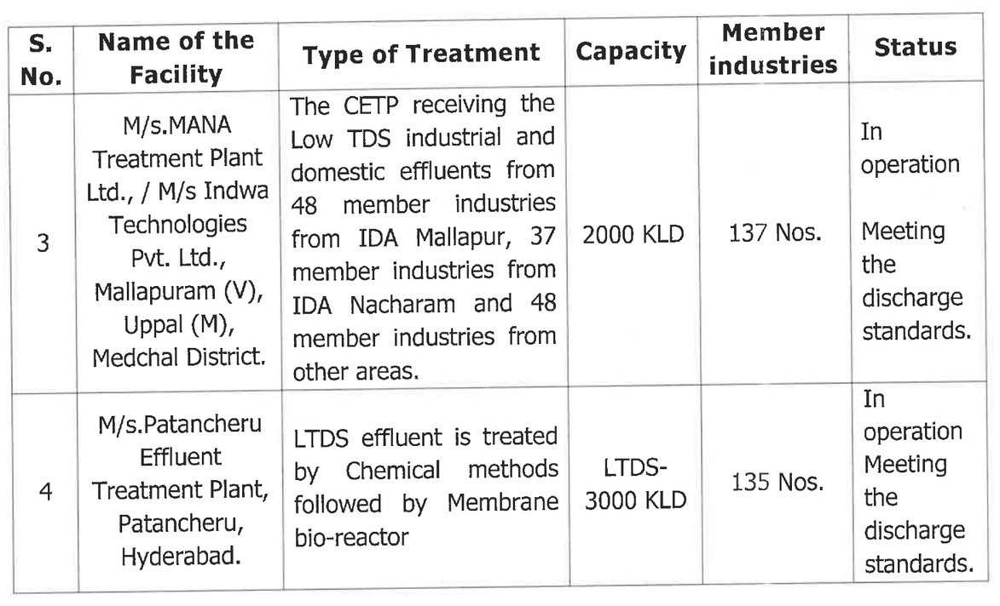 S. No.
Name of the Facility
Type of Treatment
Capacity
Member industries
Status
3
M/s.MANA
Treatment Plant
Ltd., / M/s Indwa
Technologies
Pvt. Ltd.,
Mallapuram (V),
Uppal (M),
Medchal District.
The CETP receiving the
Low TDS industrial and
domestic effluents from
48 member industries
from IDA Mallapur, 37
member industries from
IDA Nacharam and 48
member industries from
other areas.
2000 KLD
137 Nos.
In
operation
Meeting
the
discharge
standards.
4
M/s.Patancheru
Effluent
Treatment Plant,
Patancheru,
Hyderabad.
LTDS effluent is treated
by Chemical methods
followed by Membrane
bio-reactor
LTDS-
3000 KLD
135 Nos.
In
operation
Meeting
the
discharge
standards.